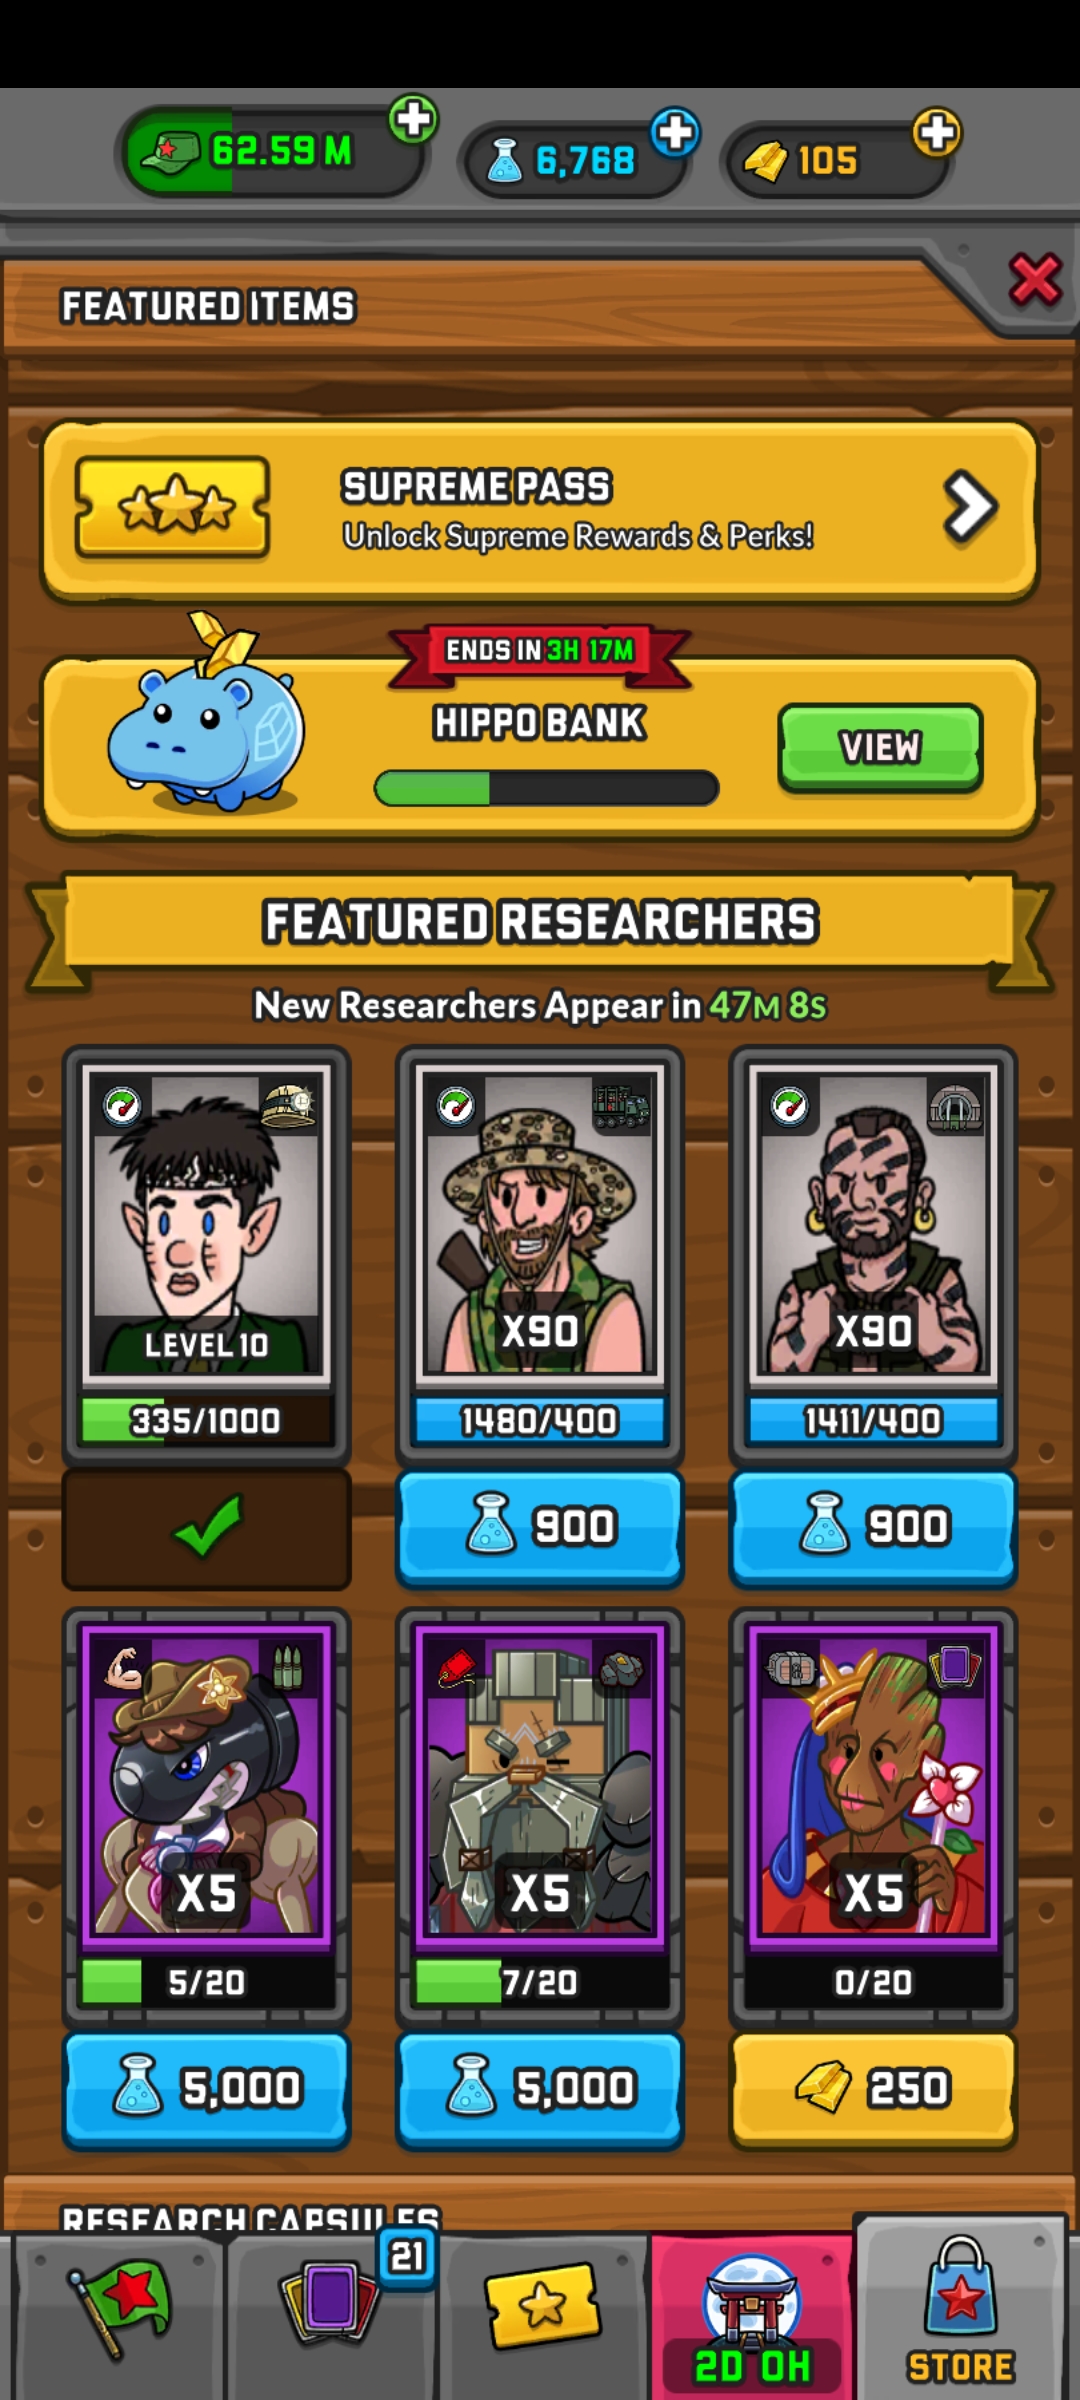 62.59 M
6,768
105
FEATURED ITEMS
SUPREME PASS
Unlock Supreme Rewards & Perks!
ENDS IN 3H 17M
HIPPO BANK
VIEW
FEATURED RESEARCHERS
New Researchers Appear in 47M 8S
LEVEL 10
X90
X90
335/1000
1480/400
1411/400
900
900
X5
X5
X5
5/20
7/20
0/20
5,000
5,000
250
RESEARCH CAPSULES
21
2D 0H
STORE